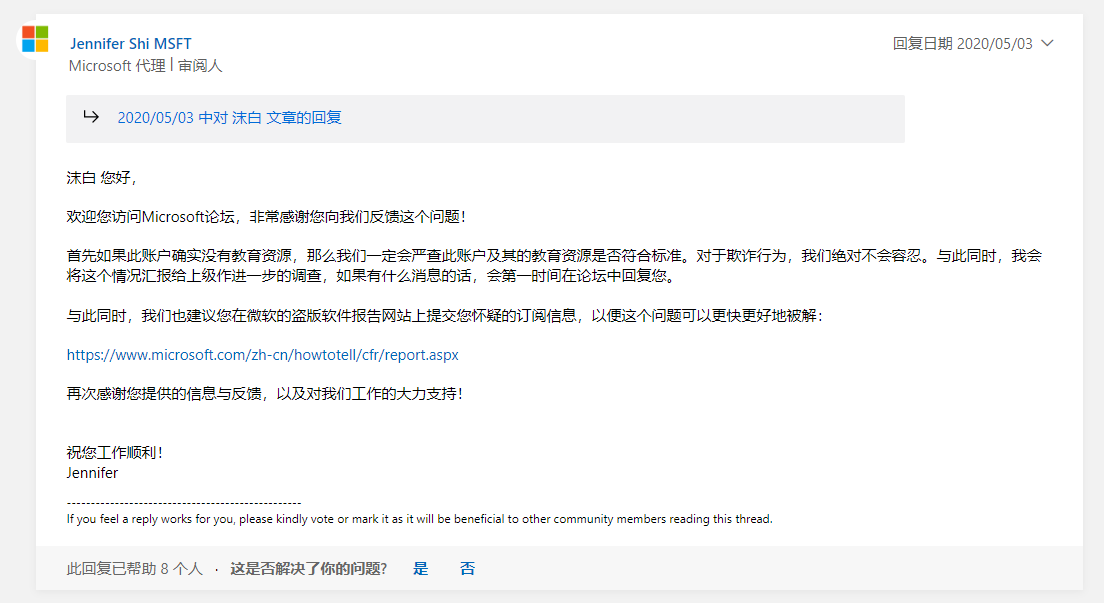 Jennifer Shi MSFT
回复日期 2020/05/03
Microsoft 代理 | 审阅人
2020/05/03 中对 沫白 文章的回复
沫白 您好，
欢迎您访问Microsoft论坛，非常感谢您向我们反馈这个问题！
首先如果此账户确实没有教育资源，那么我们一定会严查此账户及其的教育资源是否符合标准。对于欺诈行为，我们绝对不会容忍。与此同时，我会
将这个情况汇报给上级作进一步的调查，如果有什么消息的话，会第一时间在论坛中回复您。
与此同时，我们也建议您在微软的盗版软件报告网站上提交您怀疑的订阅信息，以便这个问题可以更快更好地被解：
https://www.microsoft.com/zh-cn/howtotell/cfr/report.aspx
再次感谢您提供的信息与反馈，以及对我们工作的大力支持！
祝您工作顺利！
Jennifer
-------------------------------------------------
If you feel a reply works for you, please kindly vote or mark it as it will be beneficial to other community members reading this thread.
此回复已帮助 8 个人 · 这是否解决了你的问题? 是 否